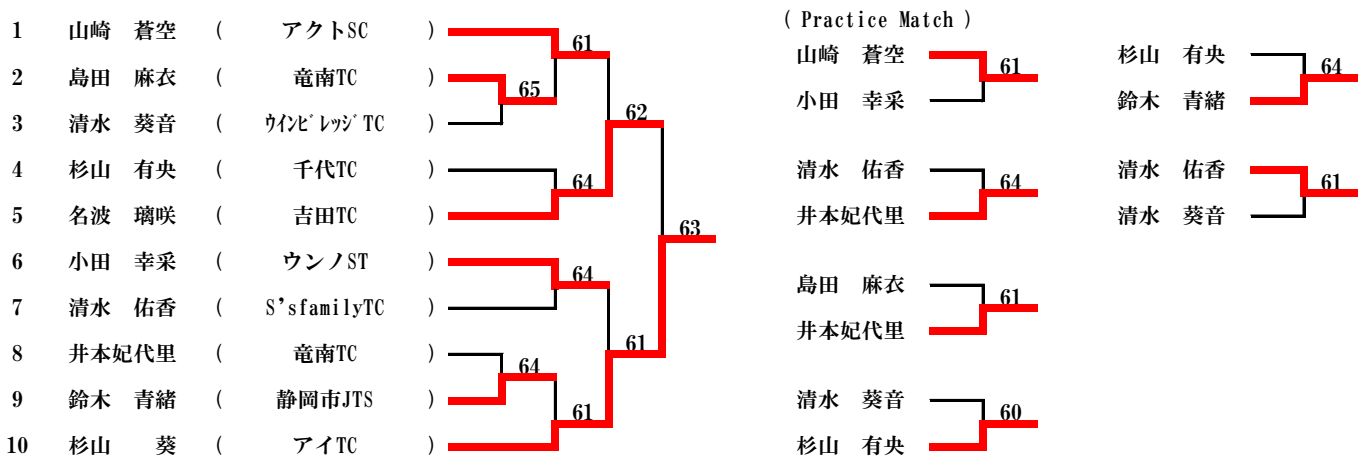 1 山崎 蒼空 ( アクトSC )
2 島田 麻衣 ( 竜南TC )
3 清水 葵音 ( ウインビレッジTC )
4 杉山 有央 ( 千代TC )
5 名波 璃咲 ( 吉田TC )
6 小田 幸采 ( ウンノST )
7 清水 佑香 ( S’sfamilyTC )
8 井本妃代里 ( 竜南TC )
9 鈴木 青緒 ( 静岡市JTS )
10 杉山 葵 ( アイTC )
61
65
62
64
63
64
61
64
61
( Practice Match )
山崎 蒼空
61
小田 幸采
清水 佑香
64
井本妃代里
島田 麻衣
61
井本妃代里
清水 葵音
60
杉山 有央
杉山 有央
64
鈴木 青緒
清水 佑香
61
清水 葵音